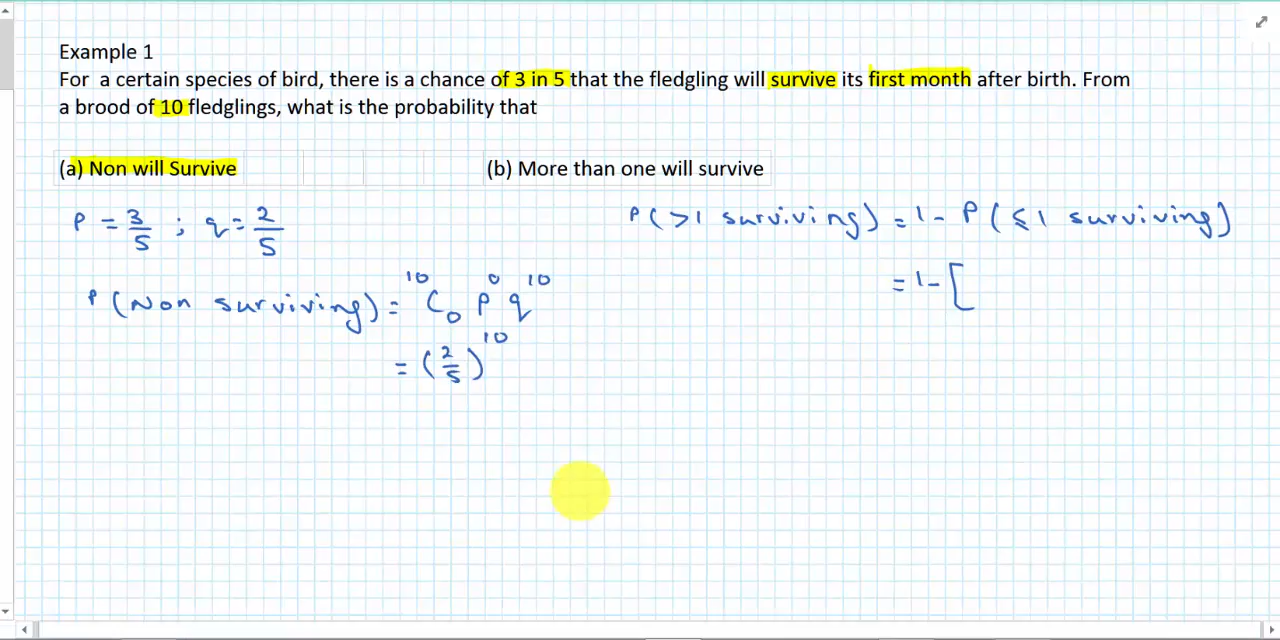 Example 1
For a certain species of bird, there is a chance of 3 in 5 that the fledgling will survive its first month after birth. From
a brood of 10 fledglings, what is the probability that
(a) Non will Survive
(b) More than one will survive
P = 3/5 ; q = 2/5
P (Non surviving) = ¹⁰C₀ p⁰ q¹⁰
= (2/5)¹⁰
P (>1 surviving) = 1 - P (≤1 surviving)
= 1 - [